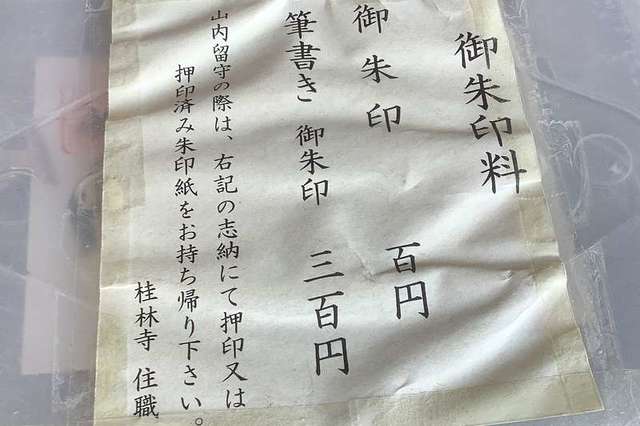 御朱印料
御朱印 百円
筆書き 御朱印 三百円
山内留守の際は、右記の志納にて押印又は
押印済み朱印紙をお持ち帰り下さい。
桂林寺 住職